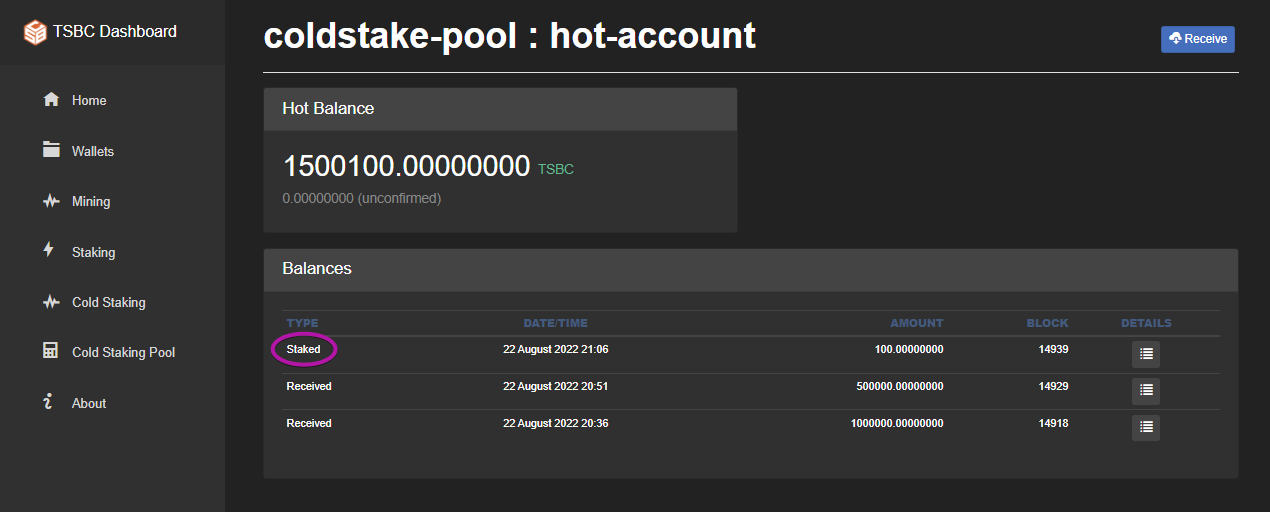 TSBC Dashboard
coldstake-pool : hot-account
Receive
Home
Wallets
Mining
Staking
Cold Staking
Cold Staking Pool
About
Hot Balance
1500100.00000000 TSBC
0.00000000 (unconfirmed)
Balances
TYPE DATE/TIME AMOUNT BLOCK DETAILS
Staked 22 August 2022 21:06 100.00000000 14939
Received 22 August 2022 20:51 500000.00000000 14929
Received 22 August 2022 20:36 1000000.00000000 14918